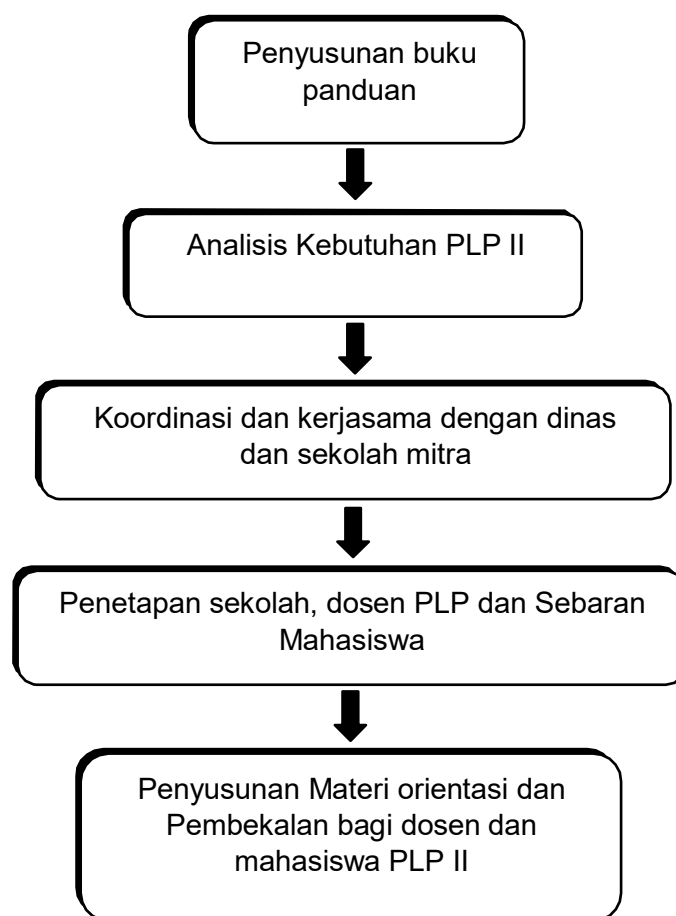 Penyusunan buku
panduan
Analisis Kebutuhan PLP II
Koordinasi dan kerjasama dengan dinas
dan sekolah mitra
Penetapan sekolah, dosen PLP dan Sebaran
Mahasiswa
Penyusunan Materi orientasi dan
Pembekalan bagi dosen dan
mahasiswa PLP II